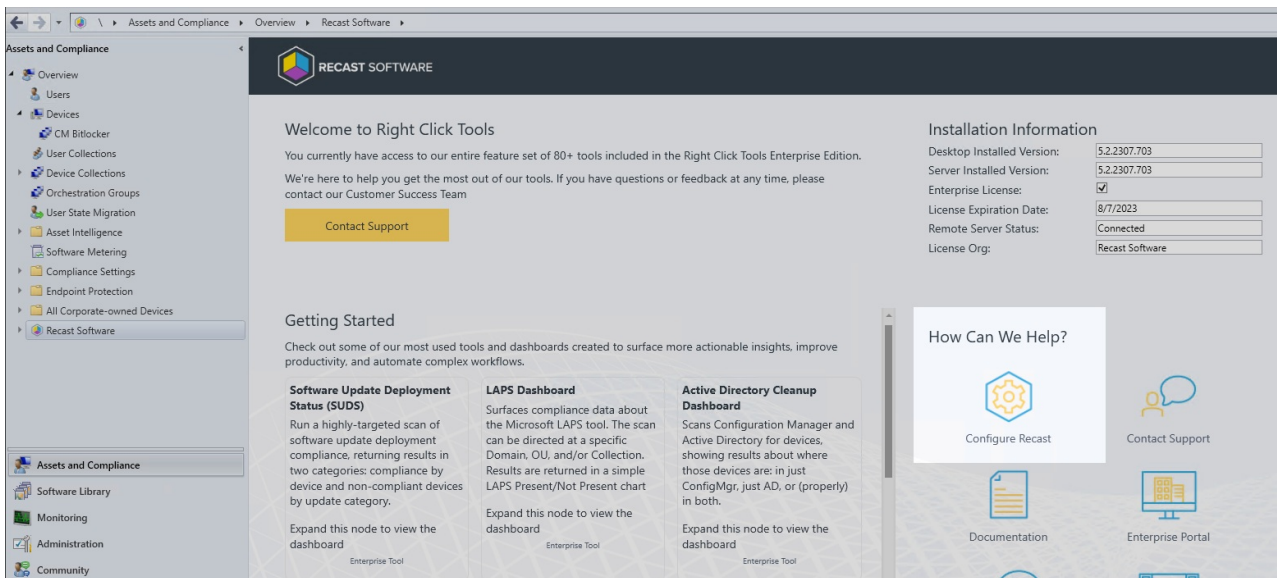 \ Assets and Compliance Overview Recast Software
Assets and Compliance
Overview
Users
Devices
CM Bitlocker
User Collections
Device Collections
Orchestration Groups
User State Migration
Asset Intelligence
Software Metering
Compliance Settings
Endpoint Protection
All Corporate-owned Devices
Recast Software
Assets and Compliance
Software Library
Monitoring
Administration
Community
RECAST SOFTWARE
Welcome to Right Click Tools
You currently have access to our entire feature set of 80+ tools included in the Right Click Tools Enterprise Edition.
We're here to help you get the most out of our tools. If you have questions or feedback at any time, please
contact our Customer Success Team
Contact Support
Installation Information
Desktop Installed Version: 5.2.2307.703
Server Installed Version: 5.2.2307.703
Enterprise License:
License Expiration Date: 8/7/2023
Remote Server Status: Connected
License Org: Recast Software
Getting Started
Check out some of our most used tools and dashboards created to surface more actionable insights, improve
productivity, and automate complex workflows.
Software Update Deployment
Status (SUDS)
Run a highly-targeted scan of
software update deployment
compliance, returning results in
two categories: compliance by
device and non-compliant devices
by update category.
Expand this node to view the
dashboard
Enterprise Tool
LAPS Dashboard
Surfaces compliance data about
the Microsoft LAPS tool. The scan
can be directed at a specific
Domain, OU, and/or Collection.
Results are returned in a simple
LAPS Present/Not Present chart
Expand this node to view the
dashboard
Enterprise Tool
Active Directory Cleanup
Dashboard
Scans Configuration Manager and
Active Directory for devices,
showing results about where
those devices are: in just
ConfigMgr, just AD, or (properly)
in both.
Expand this node to view the
dashboard
Enterprise Tool
How Can We Help?
Configure Recast
Contact Support
Documentation
Enterprise Portal